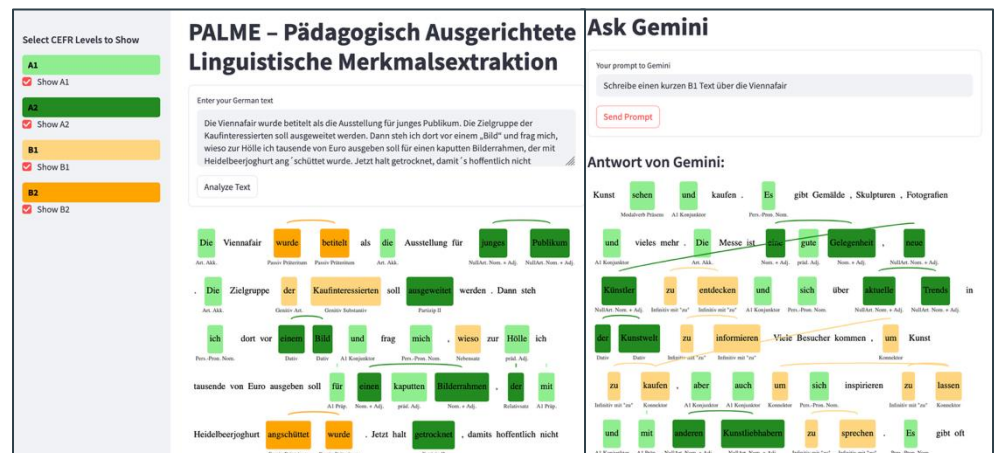 Select CEFR Levels to Show
A1
Show A1
A2
Show A2
B1
Show B1
B2
Show B2
PALME – Pädagogisch Ausgerichtete
Linguistische Merkmalsextraktion
Enter your German text
Die Viennafair wurde betitelt als die Ausstellung für junges Publikum. Die Zielgruppe der
Kaufinteressierten soll ausgeweitet werden. Dann steh ich dort vor einem „Bild“ und frag mich,
wieso zur Hölle ich tausende von Euro ausgeben soll für einen kaputten Bilderrahmen, der mit
Heidelbeerjoghurt ang´schüttet wurde. Jetzt halt getrocknet, damit´s hoffentlich nicht
Analyze Text
Die Viennafair wurde betitelt als die Ausstellung für junges Publikum
Art. Akk. Passiv Präteritum Passiv Präteritum Art. Akk. NullArt. Nom. + Adj. NullArt. Nom. + Adj.
. Die Zielgruppe der Kaufinteressierten soll ausgeweitet werden . Dann steh
Art. Akk. Genitiv Art. Genitiv Substantiv Partizip II
ich dort vor einem Bild und frag mich , wieso zur Hölle ich
Pers.-Pron. Nom. Dativ Dativ A1 Konjunktor Pers.-Pron. Nom. Nebensatz präd. Adj.
tausende von Euro ausgeben soll für einen kaputten Bilderrahmen , der mit
A1 Präp. Nom. + Adj. präd. Adj. Nom. + Adj. Relativsatz A1 Präp.
Heidelbeerjoghurt angschüttet wurde . Jetzt halt getrocknet , damits hoffentlich nicht
Ask Gemini
Your prompt to Gemini
Schreibe einen kurzen B1 Text über die Viennafair
Send Prompt
Antwort von Gemini:
Kunst sehen und kaufen . Es gibt Gemälde , Skulpturen , Fotografien
Modalverb Präsens A1 Konjunktor Pers.-Pron. Nom.
und vieles mehr . Die Messe ist eine gute Gelegenheit , neue
A1 Konjunktor Art. Akk. Nom. + Adj. präd. Adj. Nom. + Adj. NullArt. Nom. + Adj.
Künstler zu entdecken und sich über aktuelle Trends in
NullArt. Nom. + Adj. Infinitiv mit "zu" Infinitiv mit "zu" A1 Konjunktor Pers.-Pron. Nom. NullArt. Nom. + Adj. NullArt. Nom. + Adj.
der Kunstwelt zu informieren Viele Besucher kommen , um Kunst
Dativ Dativ Infinitiv mit "zu" Infinitiv mit "zu" Konnektor
zu kaufen , aber auch um sich inspirieren zu lassen
Infinitiv mit "zu" Konnektor A1 Konjunktor A1 Konjunktor Konnektor Pers.-Pron. Nom. Infinitiv mit "zu" Konnektor
und mit anderen Kunstliebhabern zu sprechen . Es gibt oft